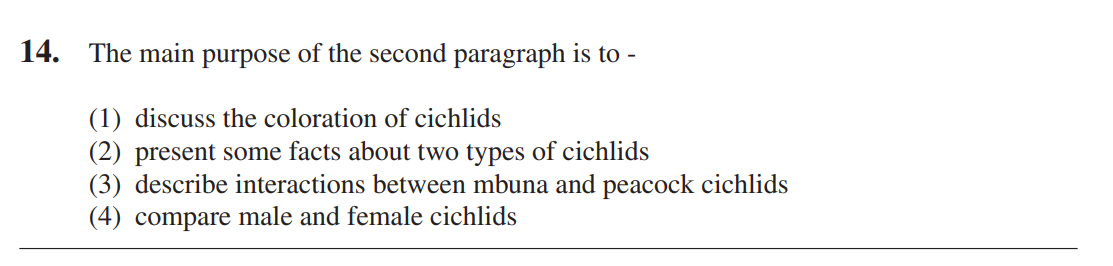 14. The main purpose of the second paragraph is to -
(1) discuss the coloration of cichlids
(2) present some facts about two types of cichlids
(3) describe interactions between mbuna and peacock cichlids
(4) compare male and female cichlids